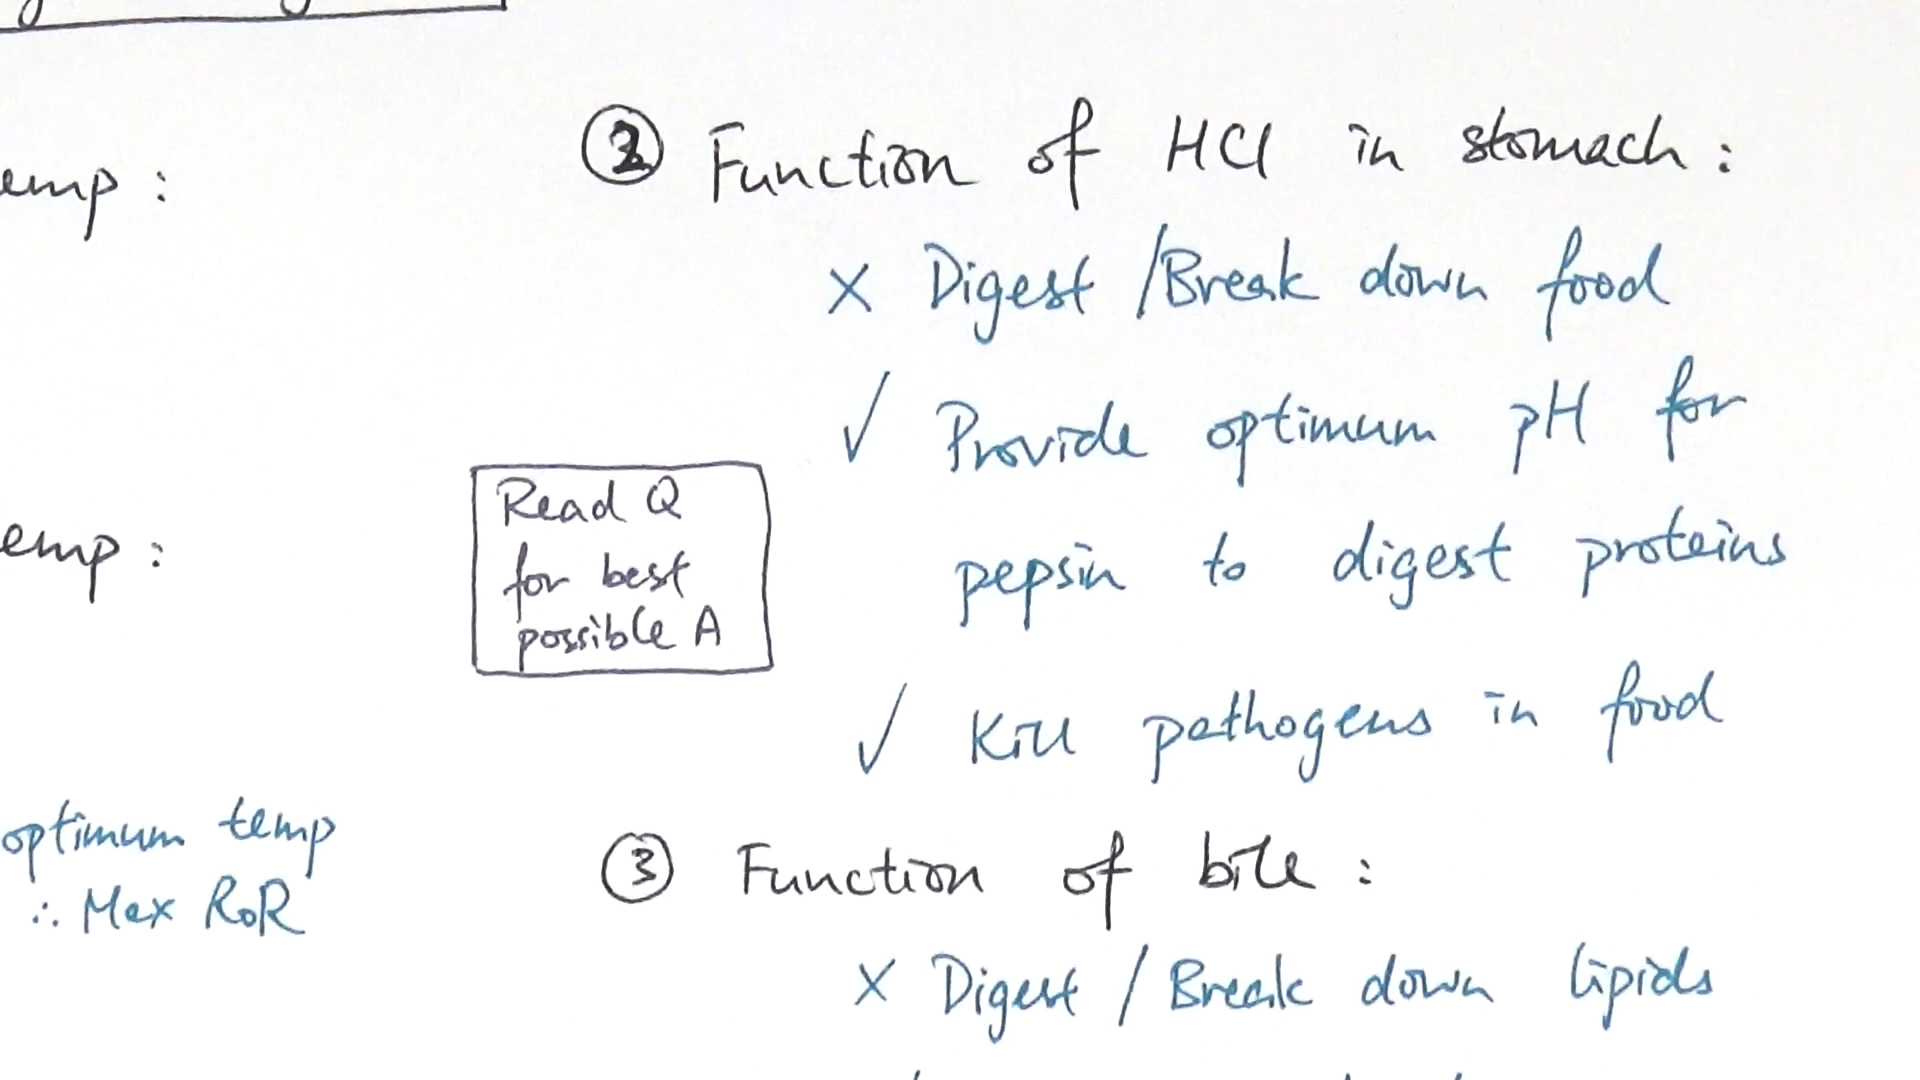 ② Function of HCl in stomach :
emp :
× Digest / Break down food
✓ Provide optimum pH for
pepsin to digest proteins
✓ Kill pathogens in food
Read Q
for best
possible A
emp :
optimum temp
∴ Max RoR
③ Function of bile :
× Digest / Break down lipids